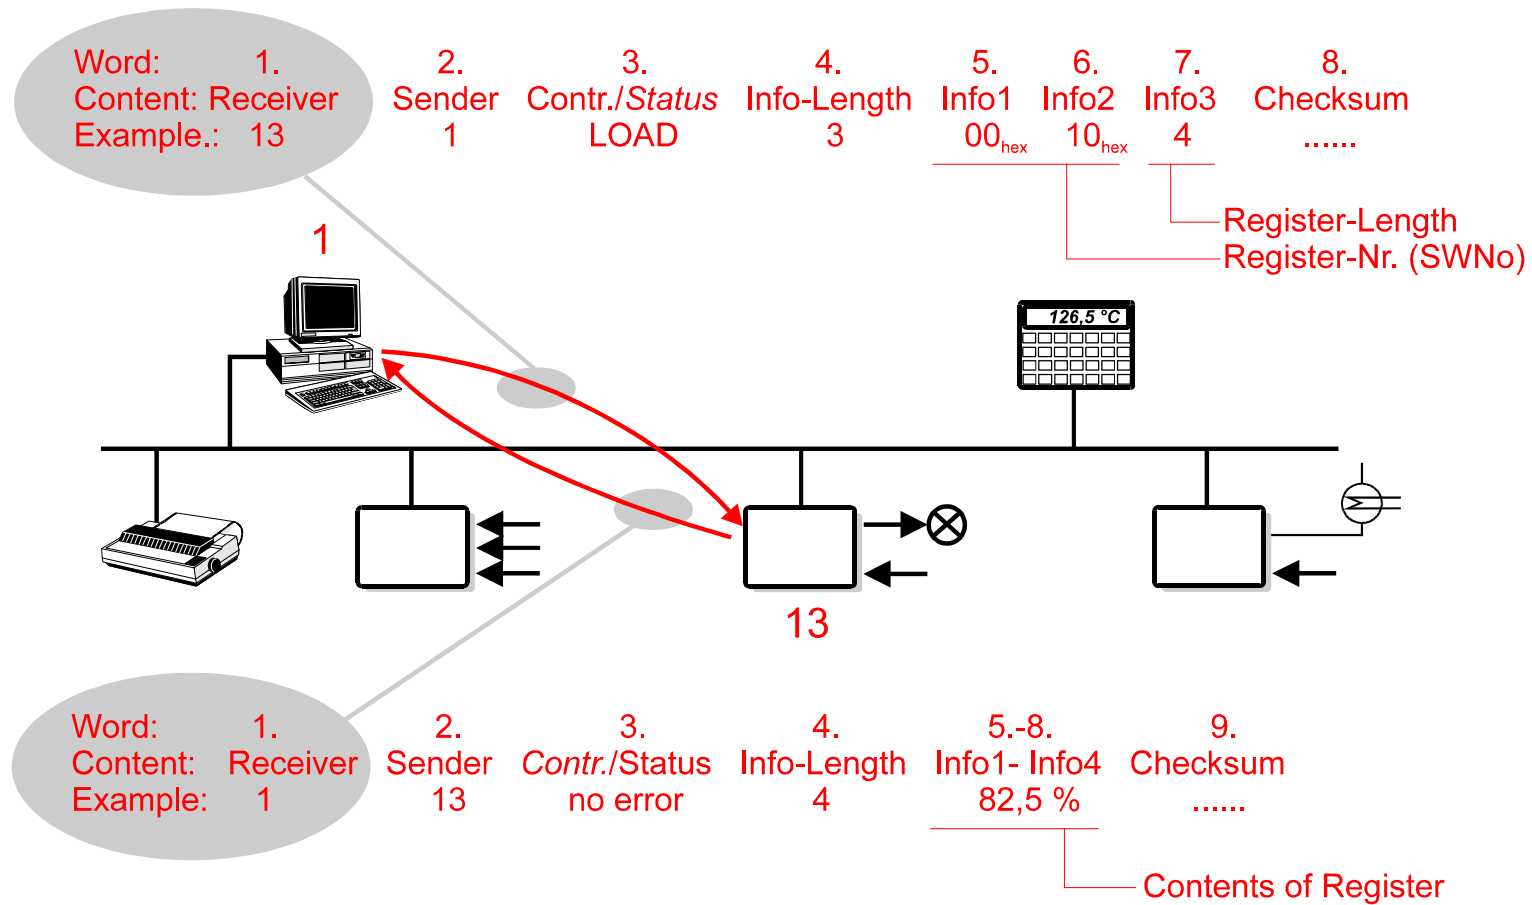 Word: 1. 2. 3. 4. 5. 6. 7. 8.
Content: Receiver Sender Contr./Status Info-Length Info1 Info2 Info3 Checksum
Example.: 13 1 LOAD 3 00hex 10hex 4 ......
Register-Length
1
Register-Nr. (SWNo)
126,5 °C
13
Word: 1. 2. 3. 4. 5.-8. 9.
Content: Receiver Sender Contr./Status Info-Length Info1- Info4 Checksum
Example: 1 13 no error 4 82,5 % ......
Contents of Register